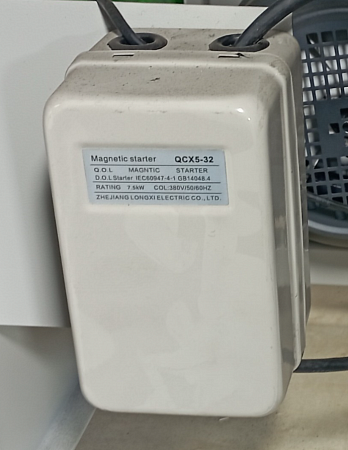 Magnetic starter QCX5-32
Q.O.L MAGNTIC STARTER
D.O.L Starter IEC60947-4-1 GB14048.4
RATING 7.5kW COL:380V/50/60HZ
ZHEJIANG LONGXI ELECTRIC CO., LTD.